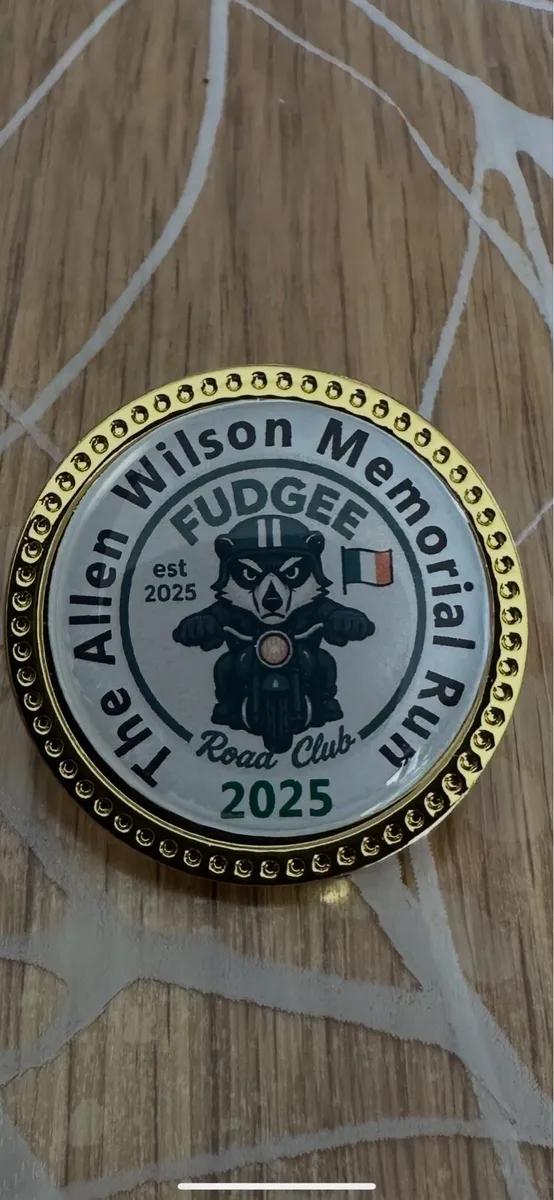 The Allen Wilson Memorial Run
FUDGEE
est
2025
Road Club
2025